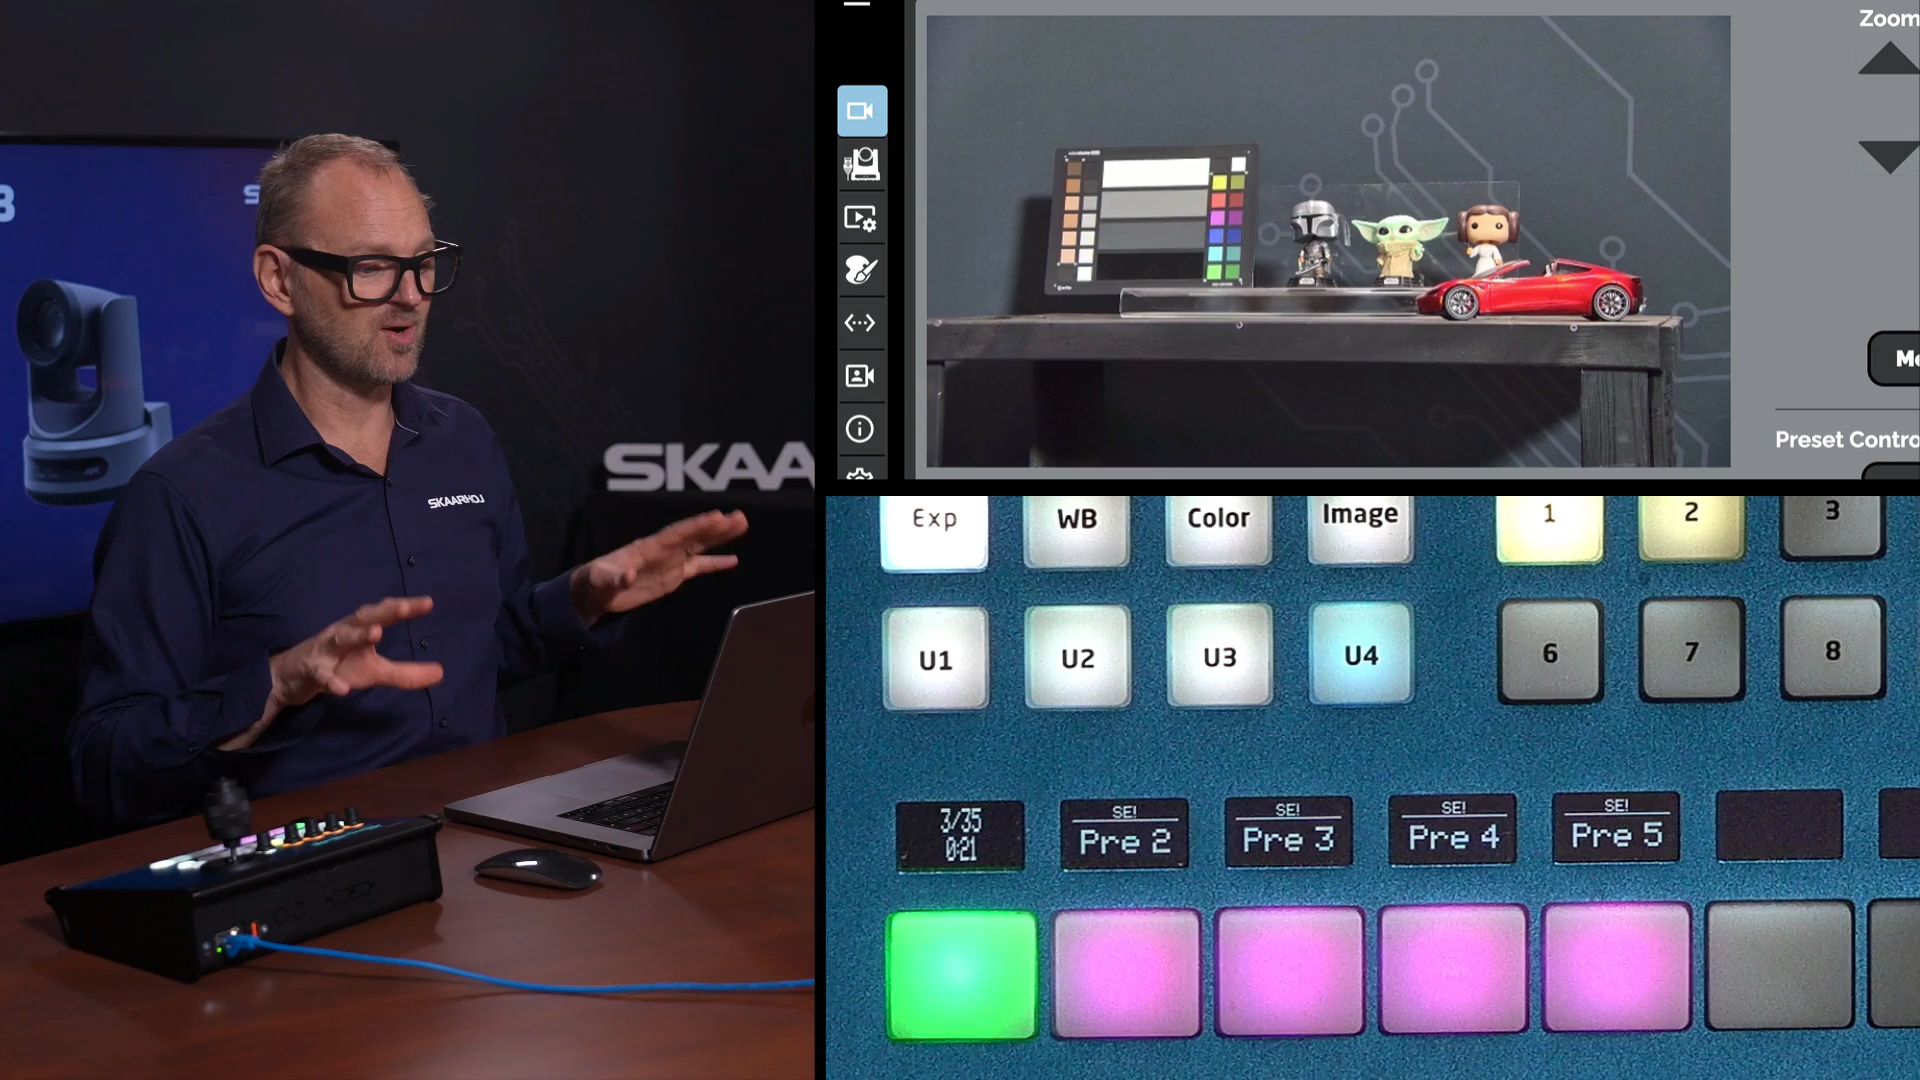 SKAARHOJ
SKAA
4K
Zoom
Preset Contro
Exp
WB
Color
Image
1
2
3
U1
U2
U3
U4
6
7
8
3/35
0:21
SE!
Pre 2
SE!
Pre 3
SE!
Pre 4
SE!
Pre 5